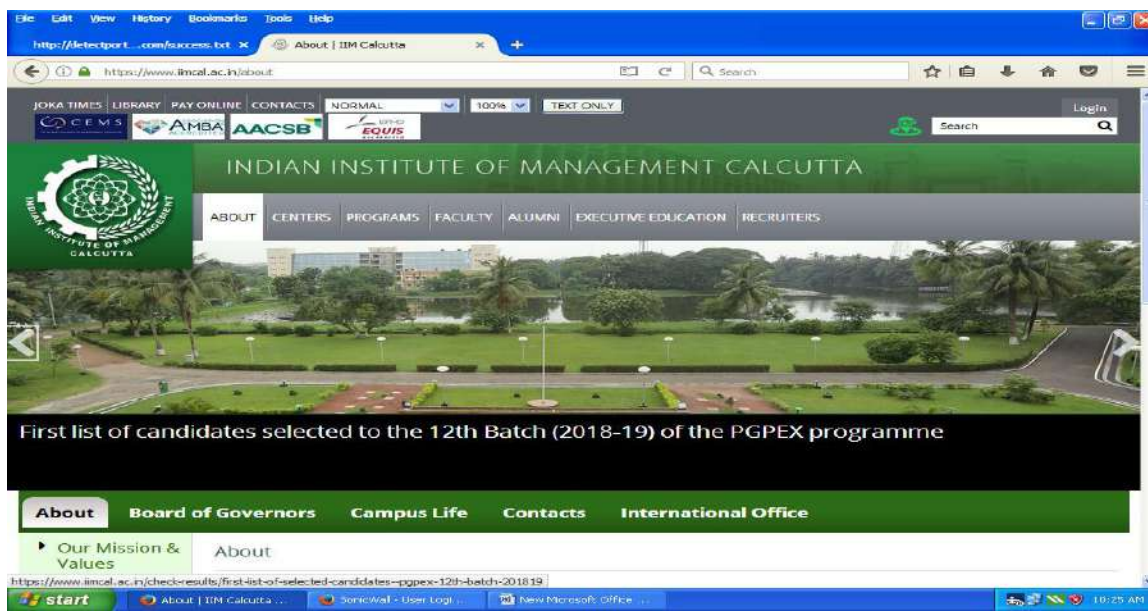 File Edit View History Bookmarks Tools Help
http://detectport...com/success.txt × About | IIM Calcutta × +
https://www.iimcal.ac.in/about Search
JOKA TIMES LIBRARY PAY ONLINE CONTACTS NORMAL 100% TEXT ONLY Login
CEMS AMBA AACSB EQUIS Search
INDIAN INSTITUTE OF MANAGEMENT CALCUTTA
INDIAN INSTITUTE OF MANAGEMENT
CALCUTTA
ABOUT CENTERS PROGRAMS FACULTY ALUMNI EXECUTIVE EDUCATION RECRUITERS
First list of candidates selected to the 12th Batch (2018-19) of the PGPEX programme
About Board of Governors Campus Life Contacts International Office
Our Mission &
Values
About
https://www.iimcal.ac.in/check-results/first-list-of-selected-candidates--pgpex-12th-batch-201819
start About | IIM Calcutta ... SonicWall - User Logi... New Microsoft Office ... 10:25 AM